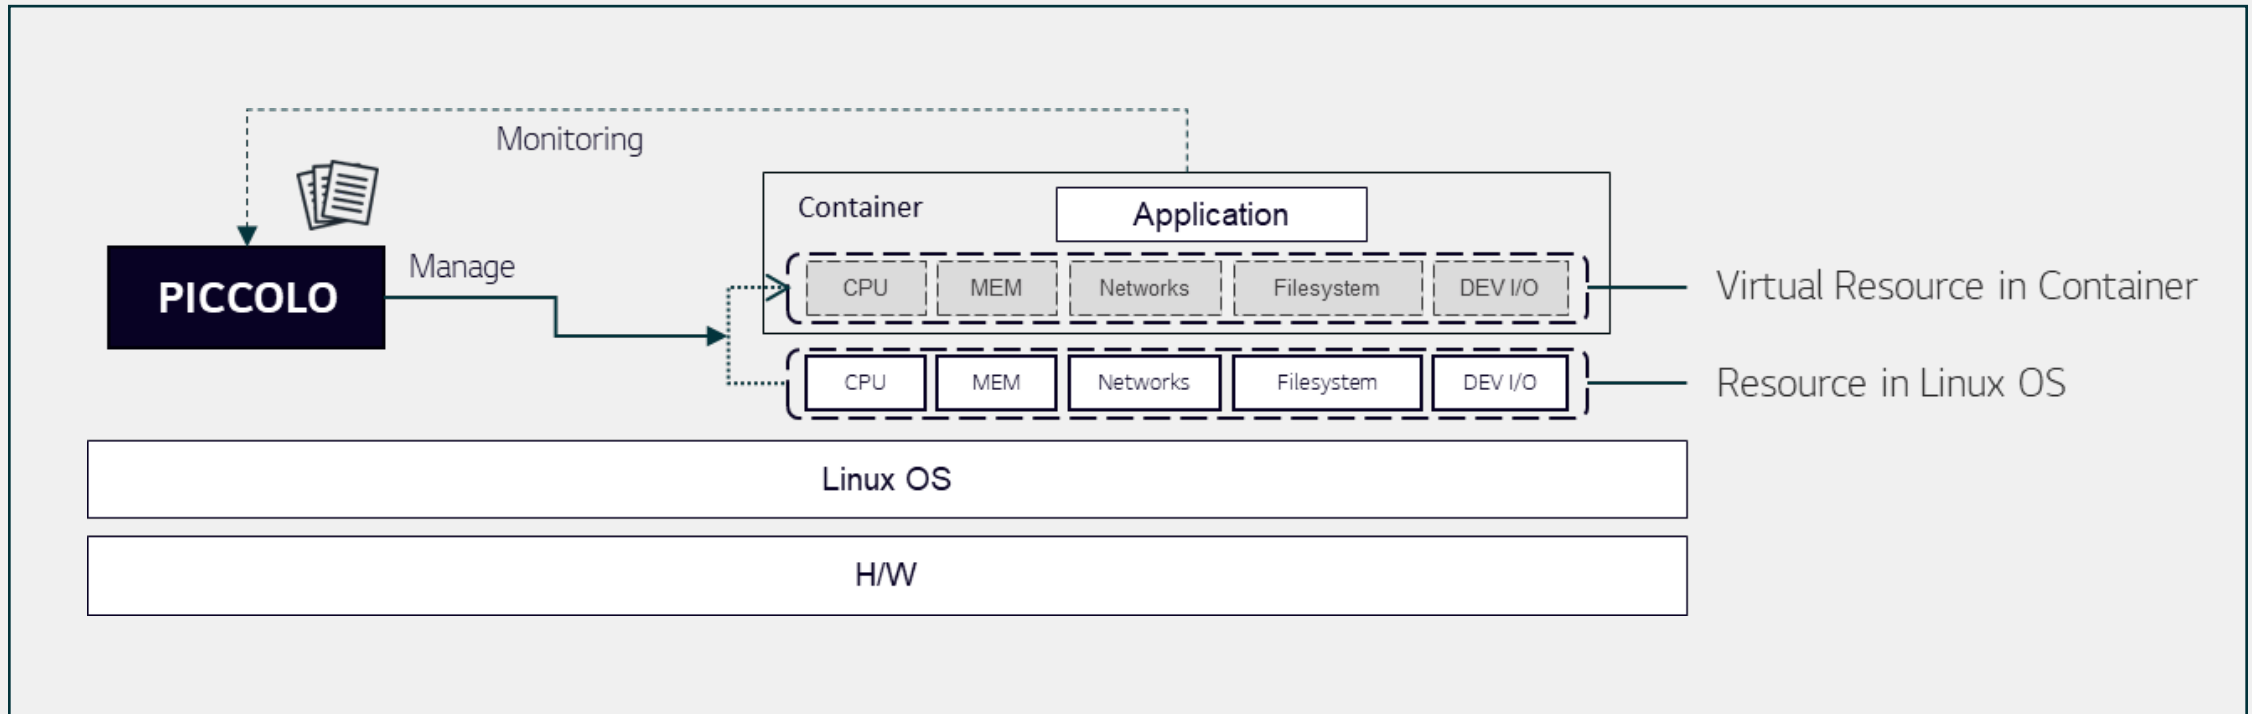 Monitoring
Container
Application
PICCOLO
Manage
CPU
MEM
Networks
Filesystem
DEV I/O
Virtual Resource in Container
CPU
MEM
Networks
Filesystem
DEV I/O
Resource in Linux OS
Linux OS
H/W